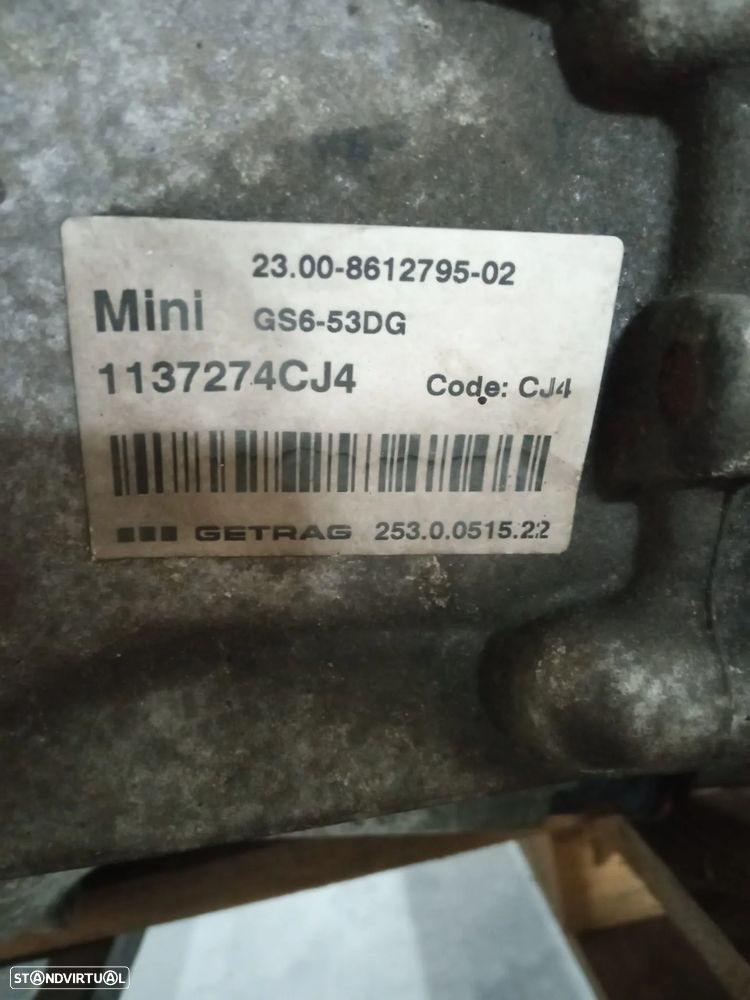 23.00-8612795-02
Mini GS6-53DG
1137274CJ4 Code: CJ4
GETRAG 253.0.0515.22
STANDVIRTUAL